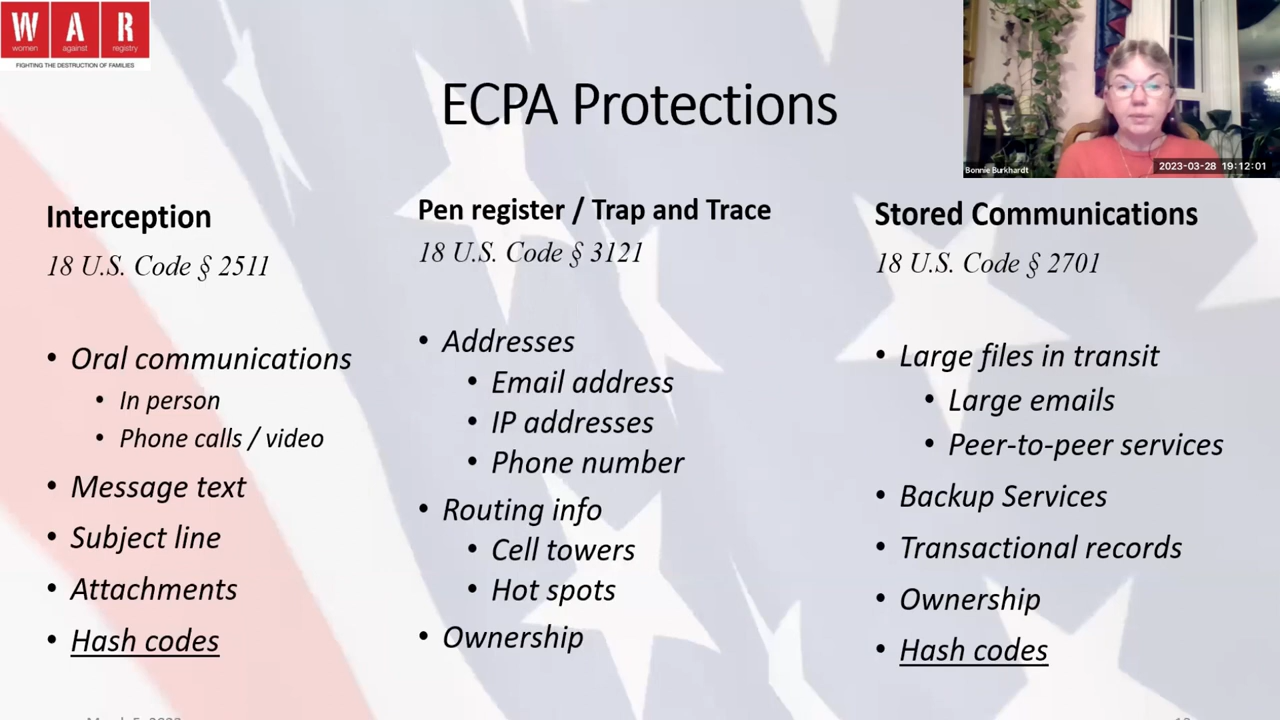 W A R
women against registry
FIGHTING THE DESTRUCTION OF FAMILIES
ECPA Protections
Bonnie Burkhardt
2023-03-28 19:12:01
Interception
18 U.S. Code § 2511
• Oral communications
• In person
• Phone calls / video
• Message text
• Subject line
• Attachments
• Hash codes
Pen register / Trap and Trace
18 U.S. Code § 3121
• Addresses
• Email address
• IP addresses
• Phone number
• Routing info
• Cell towers
• Hot spots
• Ownership
Stored Communications
18 U.S. Code § 2701
• Large files in transit
• Large emails
• Peer-to-peer services
• Backup Services
• Transactional records
• Ownership
• Hash codes